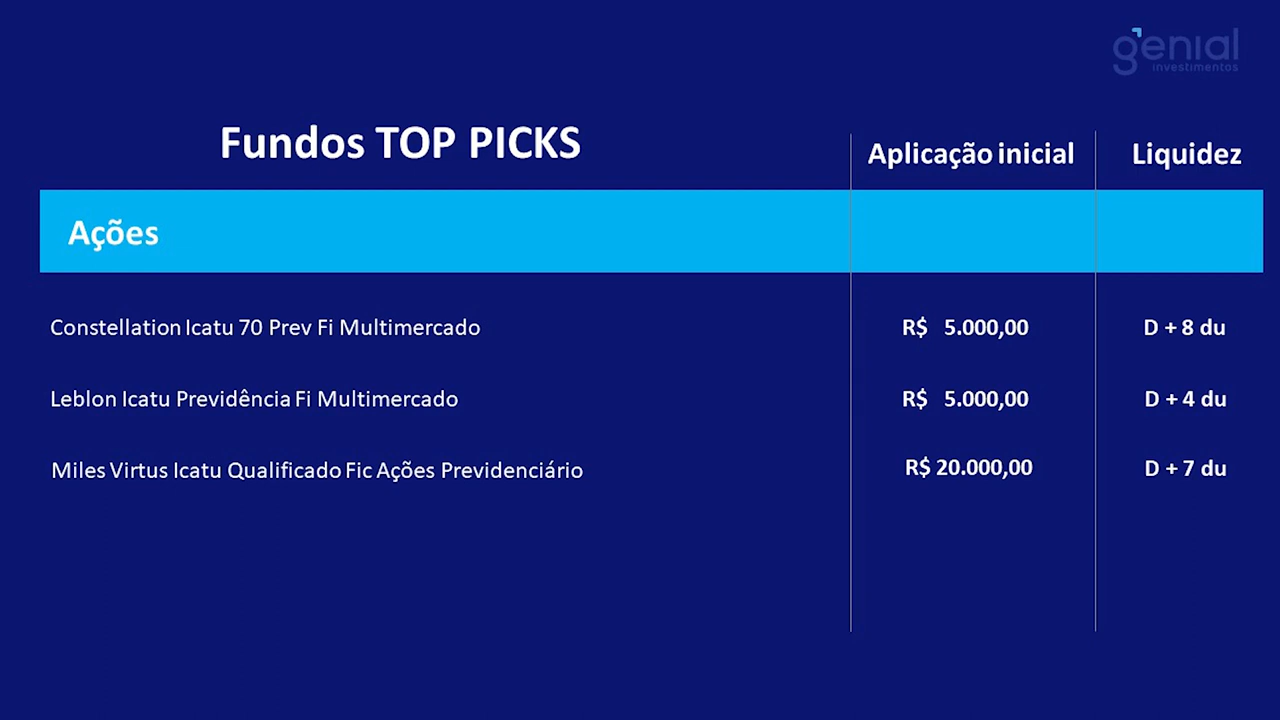 genial
investimentos
Fundos TOP PICKS
Aplicação inicial
Liquidez
Ações
Constellation Icatu 70 Prev Fi Multimercado R$ 5.000,00 D + 8 du
Leblon Icatu Previdência Fi Multimercado R$ 5.000,00 D + 4 du
Miles Virtus Icatu Qualificado Fic Ações Previdenciário R$ 20.000,00 D + 7 du